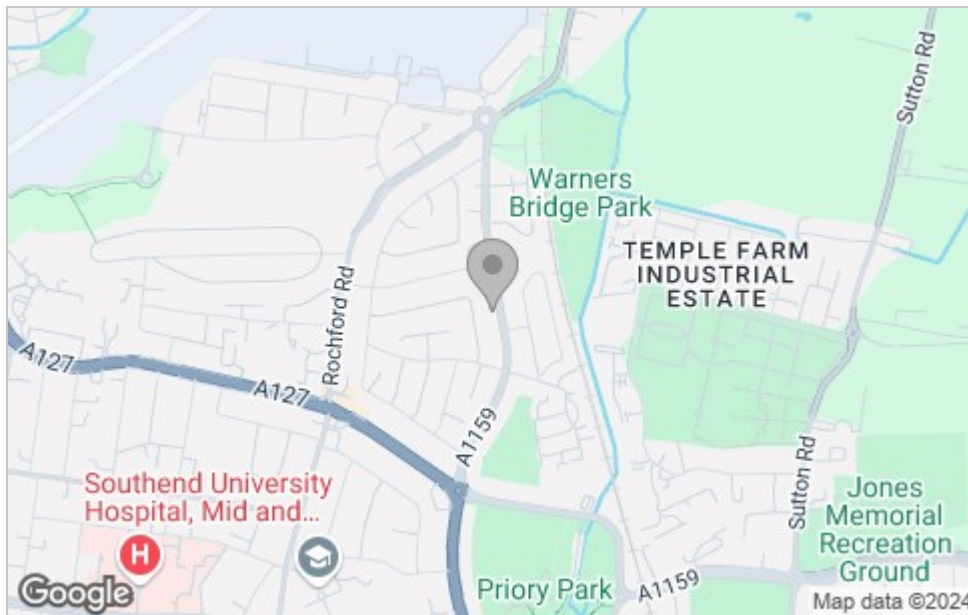 Sutton Rd
Warners
Bridge Park
TEMPLE FARM
INDUSTRIAL
ESTATE
Rochford Rd
A127
A127
A1159
Sutton Rd
Southend University
Hospital, Mid and...
H
Jones
Memorial
Recreation
Ground
Priory Park
A1159
Google
Map data ©2024